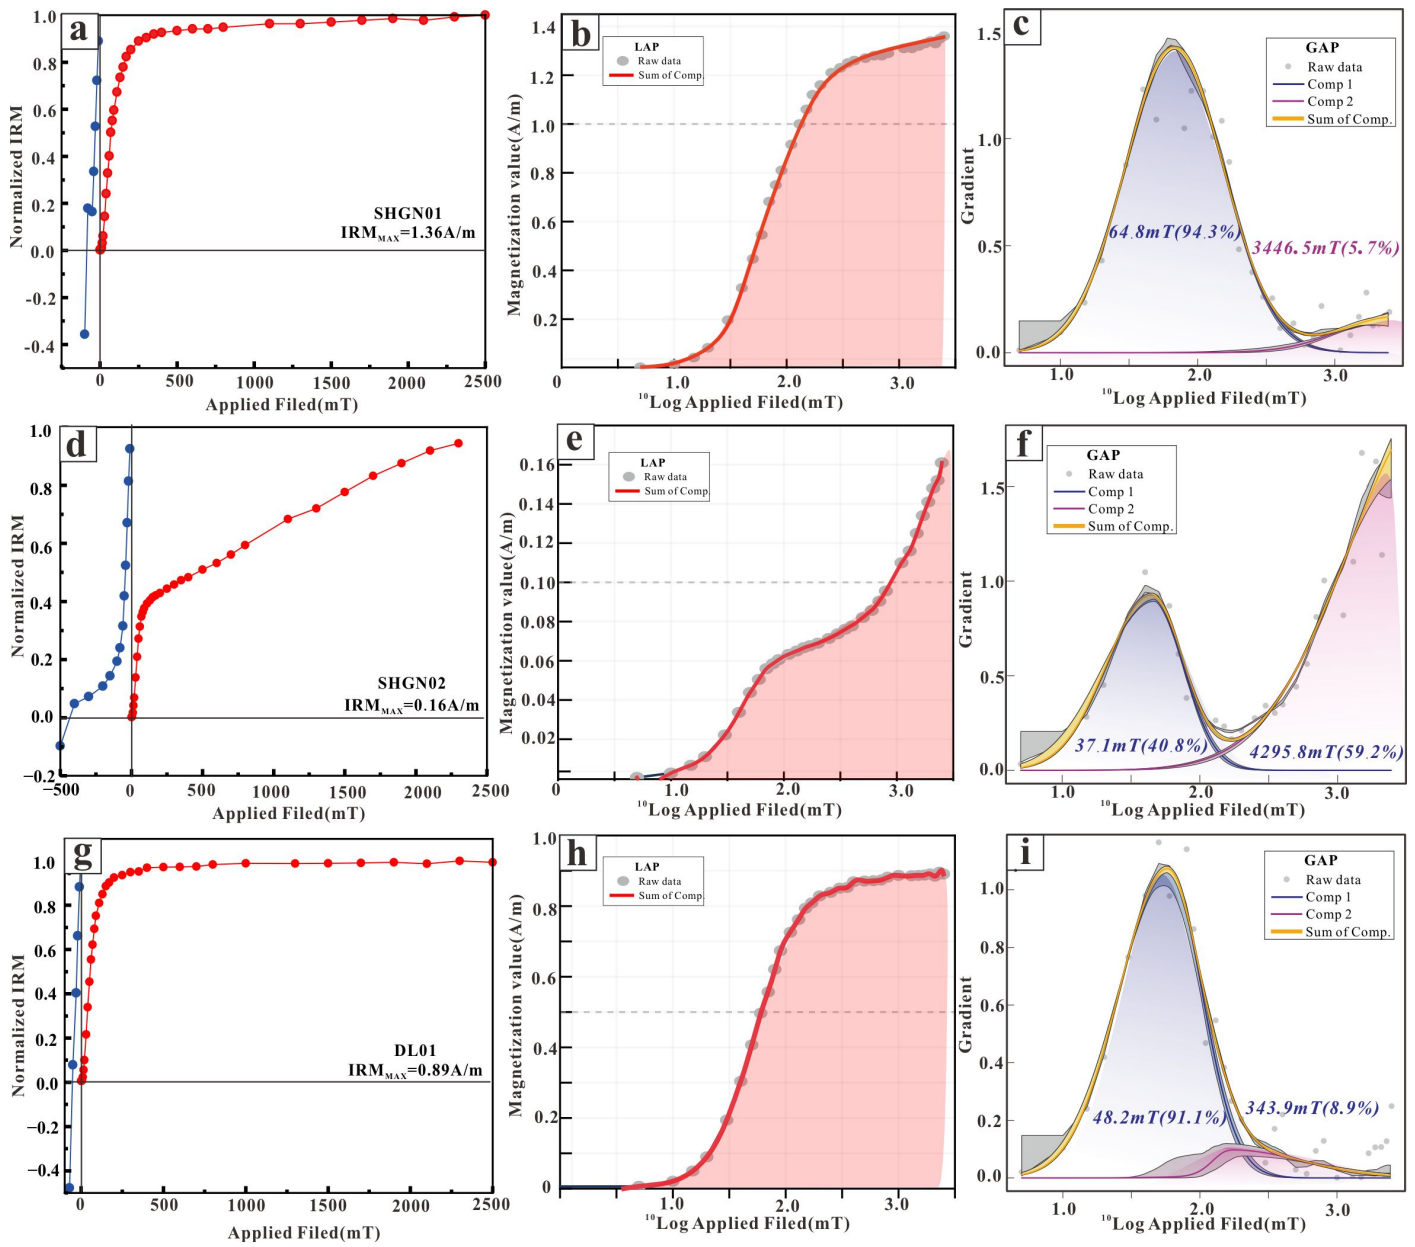 a
1.0
0.8
0.6
0.4
0.2
0.0
-0.2
-0.4
Normalized IRM
SHGN01
IRMMAX=1.36A/m
0 500 1000 1500 2000 2500
Applied Filed(mT)
b
LAP
Raw data
Sum of Comp.
1.4
1.2
1.0
0.8
0.6
0.4
0.2
Magnetization value(A/m)
0 1.0 2.0 3.0
10Log Applied Filed(mT)
c
GAP
Raw data
Comp 1
Comp 2
Sum of Comp.
1.5
1.0
0.5
0.0
Gradient
64.8mT(94.3%)
3446.5mT(5.7%)
1.0 2.0 3.0
10Log Applied Filed(mT)
d
1.0
0.8
0.6
0.4
0.2
0.0
−0.2
Normalized IRM
SHGN02
IRMMAX=0.16A/m
−500 0 500 1000 1500 2000 2500
Applied Filed(mT)
e
LAP
Raw data
Sum of Comp.
0.16
0.14
0.12
0.10
0.08
0.06
0.04
0.02
Magnetization value(A/m)
0 1.0 2.0 3.0
10Log Applied Filed(mT)
f
GAP
Raw data
Comp 1
Comp 2
Sum of Comp.
1.5
1.0
0.5
0.0
Gradient
37.1mT(40.8%)
4295.8mT(59.2%)
1.0 2.0 3.0
10Log Applied Filed(mT)
g
1.0
0.8
0.6
0.4
0.2
0.0
−0.2
−0.4
Normalized IRM
DL01
IRMMAX=0.89A/m
0 500 1000 1500 2000 2500
Applied Filed(mT)
h
LAP
Raw data
Sum of Comp.
1.0
0.8
0.6
0.4
0.2
0
Magnetization value(A/m)
0 1.0 2.0 3.0
10Log Applied Filed(mT)
i
GAP
Raw data
Comp 1
Comp 2
Sum of Comp.
1.0
0.8
0.6
0.4
0.2
0.0
Gradient
48.2mT(91.1%)
343.9mT(8.9%)
1.0 2.0 3.0
10Log Applied Filed(mT)